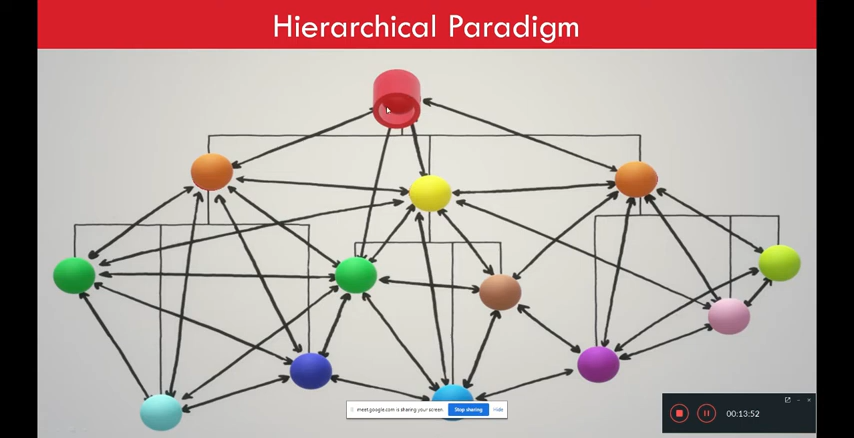 Hierarchical Paradigm
meet.google.com is sharing your screen.
Stop sharing
Hide
00:13:52